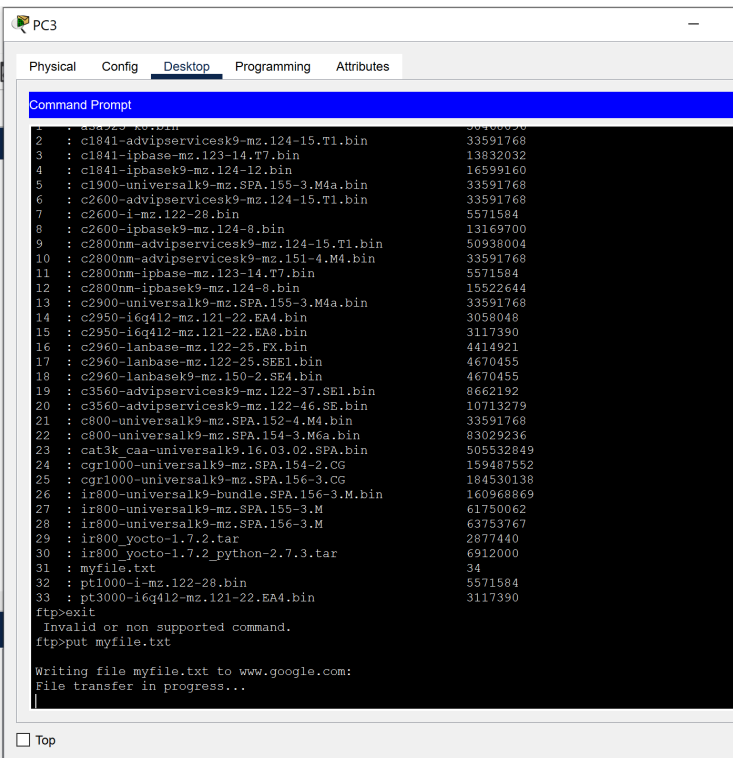 PC3
Physical Config Desktop Programming Attributes
Command Prompt
2 : c1841-advipservicesk9-mz.124-15.T1.bin 33591768
3 : c1841-ipbase-mz.123-14.T7.bin 13832032
4 : c1841-ipbasek9-mz.124-12.bin 16599160
5 : c1900-universalk9-mz.SPA.155-3.M4a.bin 33591768
6 : c2600-advipservicesk9-mz.124-15.T1.bin 33591768
7 : c2600-i-mz.122-28.bin 5571584
8 : c2600-ipbasek9-mz.124-8.bin 13169700
9 : c2800nm-advipservicesk9-mz.124-15.T1.bin 50938004
10 : c2800nm-advipservicesk9-mz.151-4.M4.bin 33591768
11 : c2800nm-ipbase-mz.123-14.T7.bin 5571584
12 : c2800nm-ipbasek9-mz.124-8.bin 15522644
13 : c2900-universalk9-mz.SPA.155-3.M4a.bin 33591768
14 : c2950-i6q4l2-mz.121-22.EA4.bin 3058048
15 : c2950-i6q4l2-mz.121-22.EA8.bin 3117390
16 : c2960-lanbase-mz.122-25.FX.bin 4414921
17 : c2960-lanbase-mz.122-25.SEE1.bin 4670455
18 : c2960-lanbasek9-mz.150-2.SE4.bin 4670455
19 : c3560-advipservicesk9-mz.122-37.SE1.bin 8662192
20 : c3560-advipservicesk9-mz.122-46.SE.bin 10713279
21 : c800-universalk9-mz.SPA.152-4.M4.bin 33591768
22 : c800-universalk9-mz.SPA.154-3.M6a.bin 83029236
23 : cat3k_caa-universalk9.16.03.02.SPA.bin 505532849
24 : cgr1000-universalk9-mz.SPA.154-2.CG 159487552
25 : cgr1000-universalk9-mz.SPA.156-3.CG 184530138
26 : ir800-universalk9-bundle.SPA.156-3.M.bin 160968869
27 : ir800-universalk9-mz.SPA.155-3.M 61750062
28 : ir800-universalk9-mz.SPA.156-3.M 63753767
29 : ir800_yocto-1.7.2.tar 2877440
30 : ir800_yocto-1.7.2_python-2.7.3.tar 6912000
31 : myfile.txt 34
32 : pt1000-i-mz.122-28.bin 5571584
33 : pt3000-i6q4l2-mz.121-22.EA4.bin 3117390
ftp>exit
Invalid or non supported command.
ftp>put myfile.txt
Writing file myfile.txt to www.google.com:
File transfer in progress...
Top